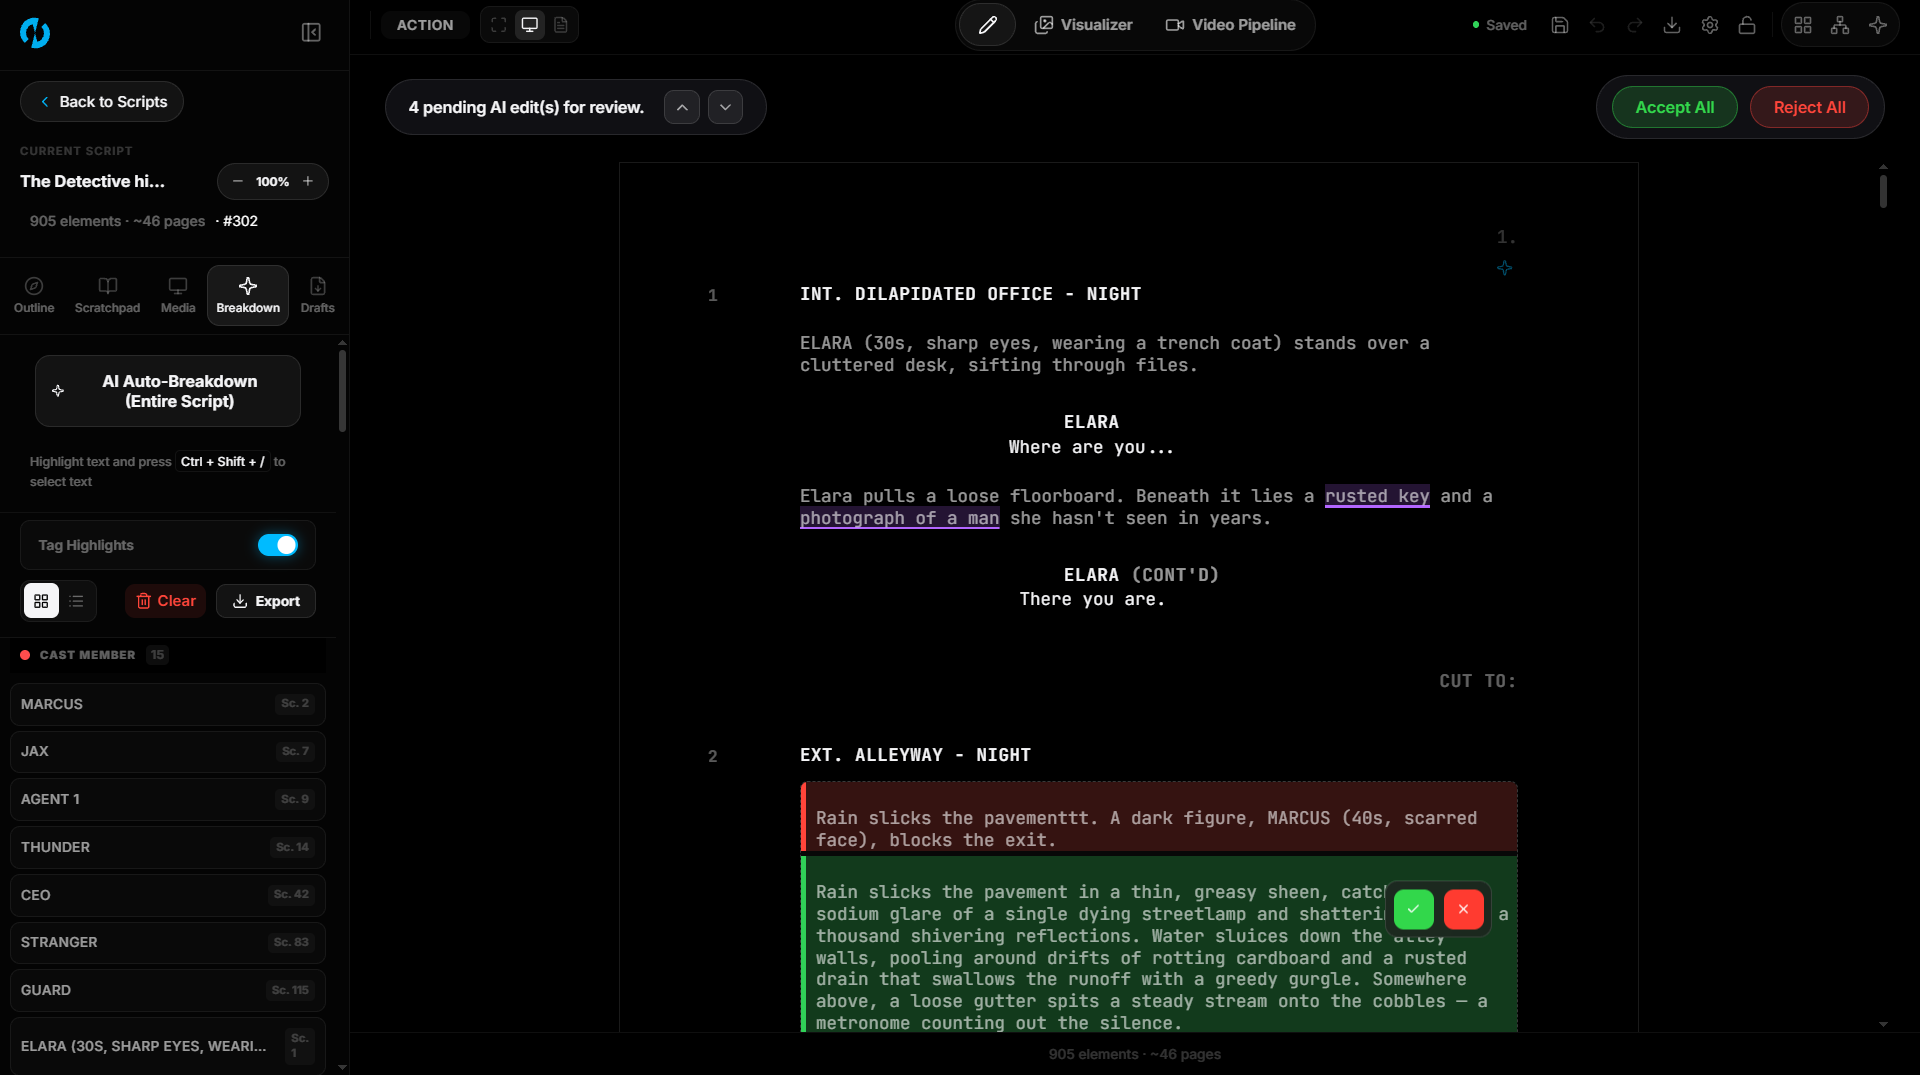 ACTION
Visualizer
Video Pipeline
Saved
Back to Scripts
4 pending AI edit(s) for review.
Accept All
Reject All
CURRENT SCRIPT
The Detective hi...
100%
905 elements · ~46 pages · #302
Outline
Scratchpad
Media
Breakdown
Drafts
AI Auto-Breakdown
(Entire Script)
Highlight text and press Ctrl + Shift + / to
select text
Tag Highlights
Clear
Export
CAST MEMBER 15
MARCUS Sc. 2
JAX Sc. 7
AGENT 1 Sc. 9
THUNDER Sc. 14
CEO Sc. 42
STRANGER Sc. 83
GUARD Sc. 115
ELARA (30S, SHARP EYES, WEARI... Sc.
1
1.
1 INT. DILAPIDATED OFFICE - NIGHT
ELARA (30s, sharp eyes, wearing a trench coat) stands over a
cluttered desk, sifting through files.
ELARA
Where are you...
Elara pulls a loose floorboard. Beneath it lies a rusted key and a
photograph of a man she hasn't seen in years.
ELARA (CONT'D)
There you are.
CUT TO:
2 EXT. ALLEYWAY - NIGHT
Rain slicks the pavementtt. A dark figure, MARCUS (40s, scarred
face), blocks the exit.
Rain slicks the pavement in a thin, greasy sheen,
sodium glare of a single dying streetlamp and a
thousand shivering reflections. Water sluices down the alley
walls, pooling around drifts of rotting cardboard and a rusted
drain that swallows the runoff with a greedy gurgle. Somewhere
above, a loose gutter spits a steady stream onto the cobbles — a
metronome counting out the silence.
905 elements · ~46 pages